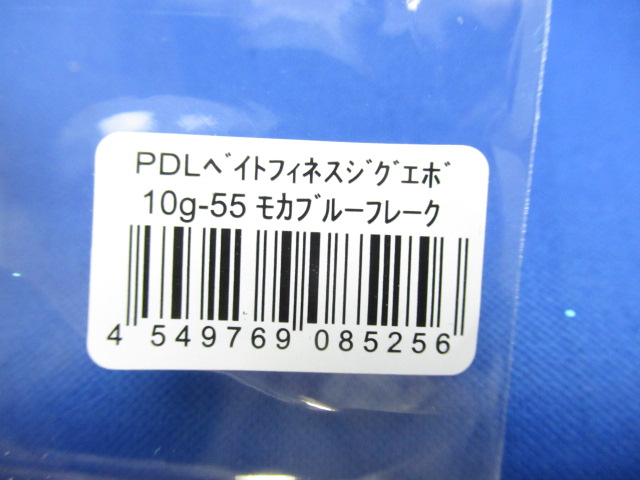 PDLﾍﾞｲﾄﾌｨﾈｽｼﾞｸﾞｴﾎﾞ
10g-55 ﾓｶﾌﾞﾙｰﾌﾚｰｸ
4 549769 085256